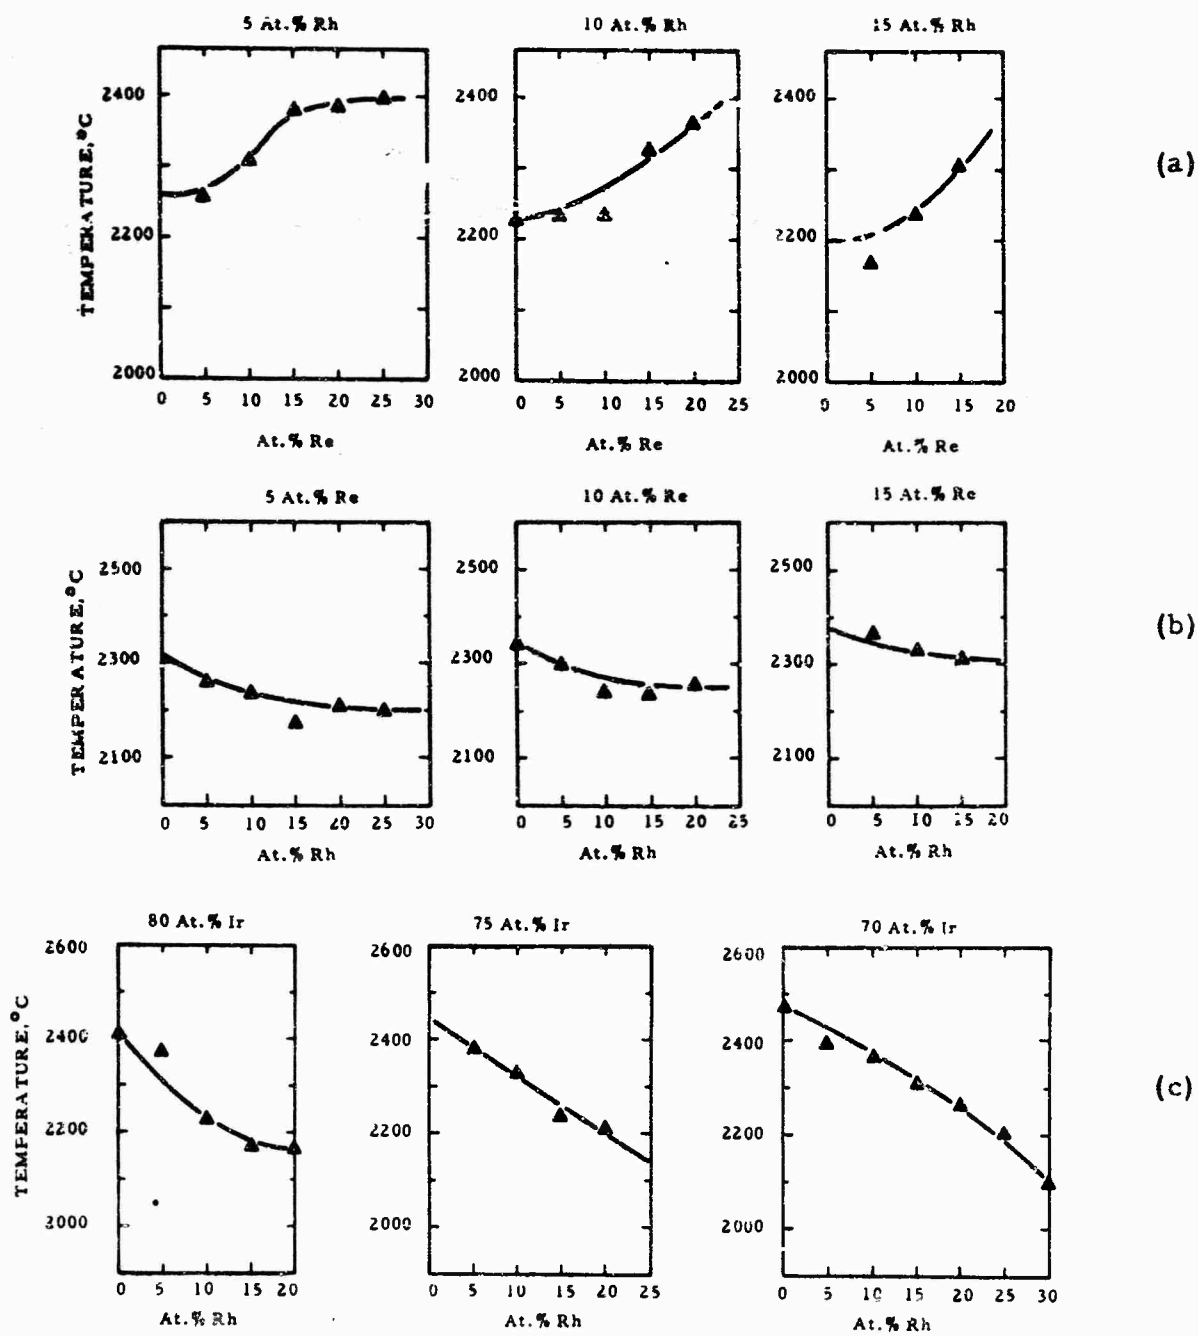 5 At.% Rh
10 At.% Rh
15 At.% Rh
TEMPERATURE,°C
2400
2200
2000
2400
2200
2000
2400
2200
2000
0 5 10 15 20 25 30
0 5 10 15 20 25
0 5 10 15 20
At.% Re
At.% Re
At.% Re
(a)
5 At.% Re
10 At.% Re
15 At.% Re
TEMPERATURE,°C
2500
2300
2100
2500
2300
2100
2500
2300
2100
0 5 10 15 20 25 30
0 5 10 15 20 25
0 5 10 15 20
At.% Rh
At.% Rh
At.% Rh
(b)
80 At.% Ir
75 At.% Ir
70 At.% Ir
TEMPERATURE,°C
2600
2400
2200
2000
2600
2400
2200
2000
2600
2400
2200
2000
0 5 10 15 20
0 5 10 15 20 25
0 5 10 15 20 25 30
At.% Rh
At.% Rh
At.% Rh
(c)